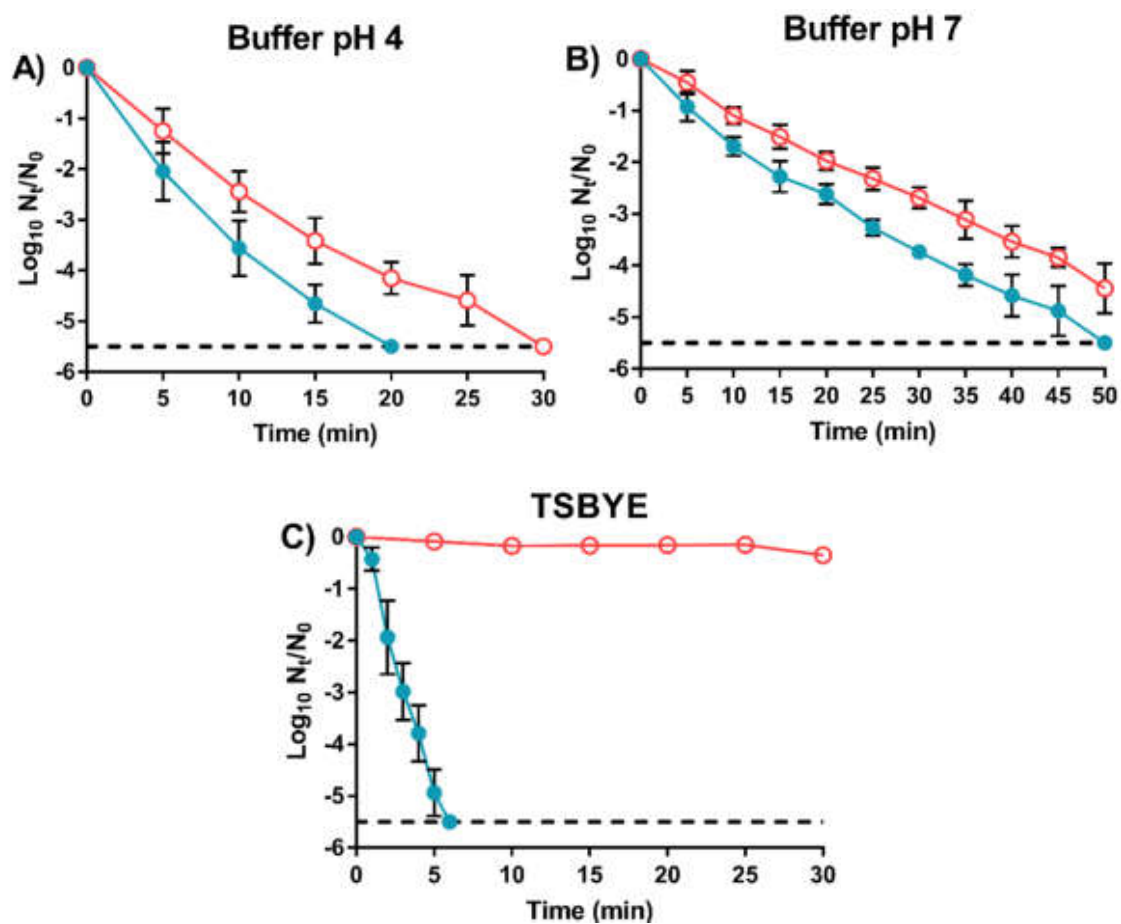 Buffer pH 4
Buffer pH 7
A)
0
-1
-2
-3
-4
-5
-6
Log₁₀ Nₜ/N₀
0 5 10 15 20 25 30
Time (min)
B)
0
-1
-2
-3
-4
-5
-6
Log₁₀ Nₜ/N₀
0 5 10 15 20 25 30 35 40 45 50
Time (min)
TSBYE
C)
0
-1
-2
-3
-4
-5
-6
Log₁₀ Nₜ/N₀
0 5 10 15 20 25 30
Time (min)